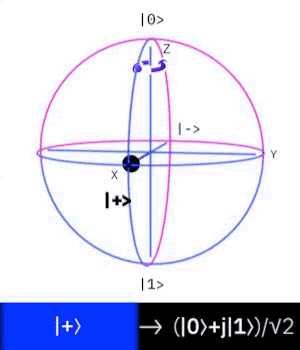 |0>
Z
|->
Y
X
|+>
|1>
|+⟩ → (|0⟩+j|1⟩)/√2